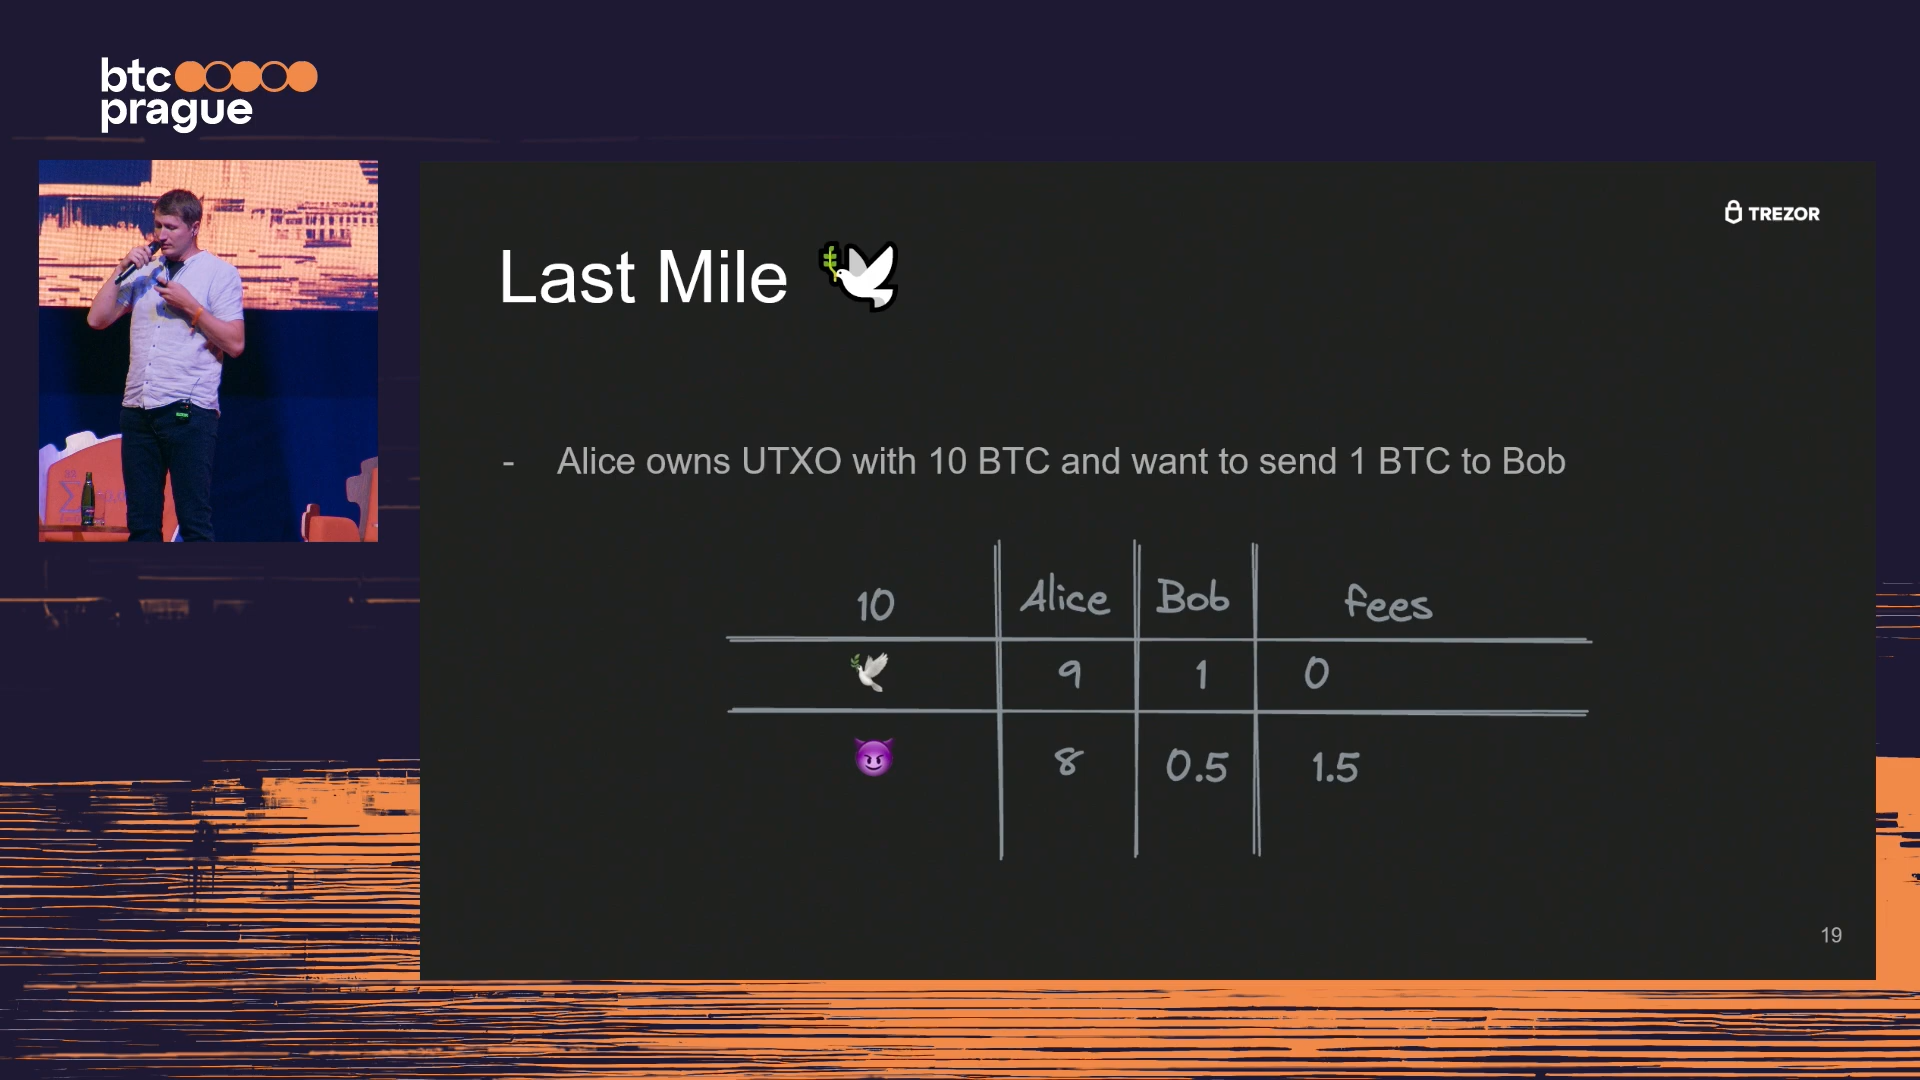 btc
prague
TREZOR
Last Mile 🕊️
- Alice owns UTXO with 10 BTC and want to send 1 BTC to Bob
10 Alice Bob fees
🕊️ 9 1 0
😈 8 0.5 1.5
19